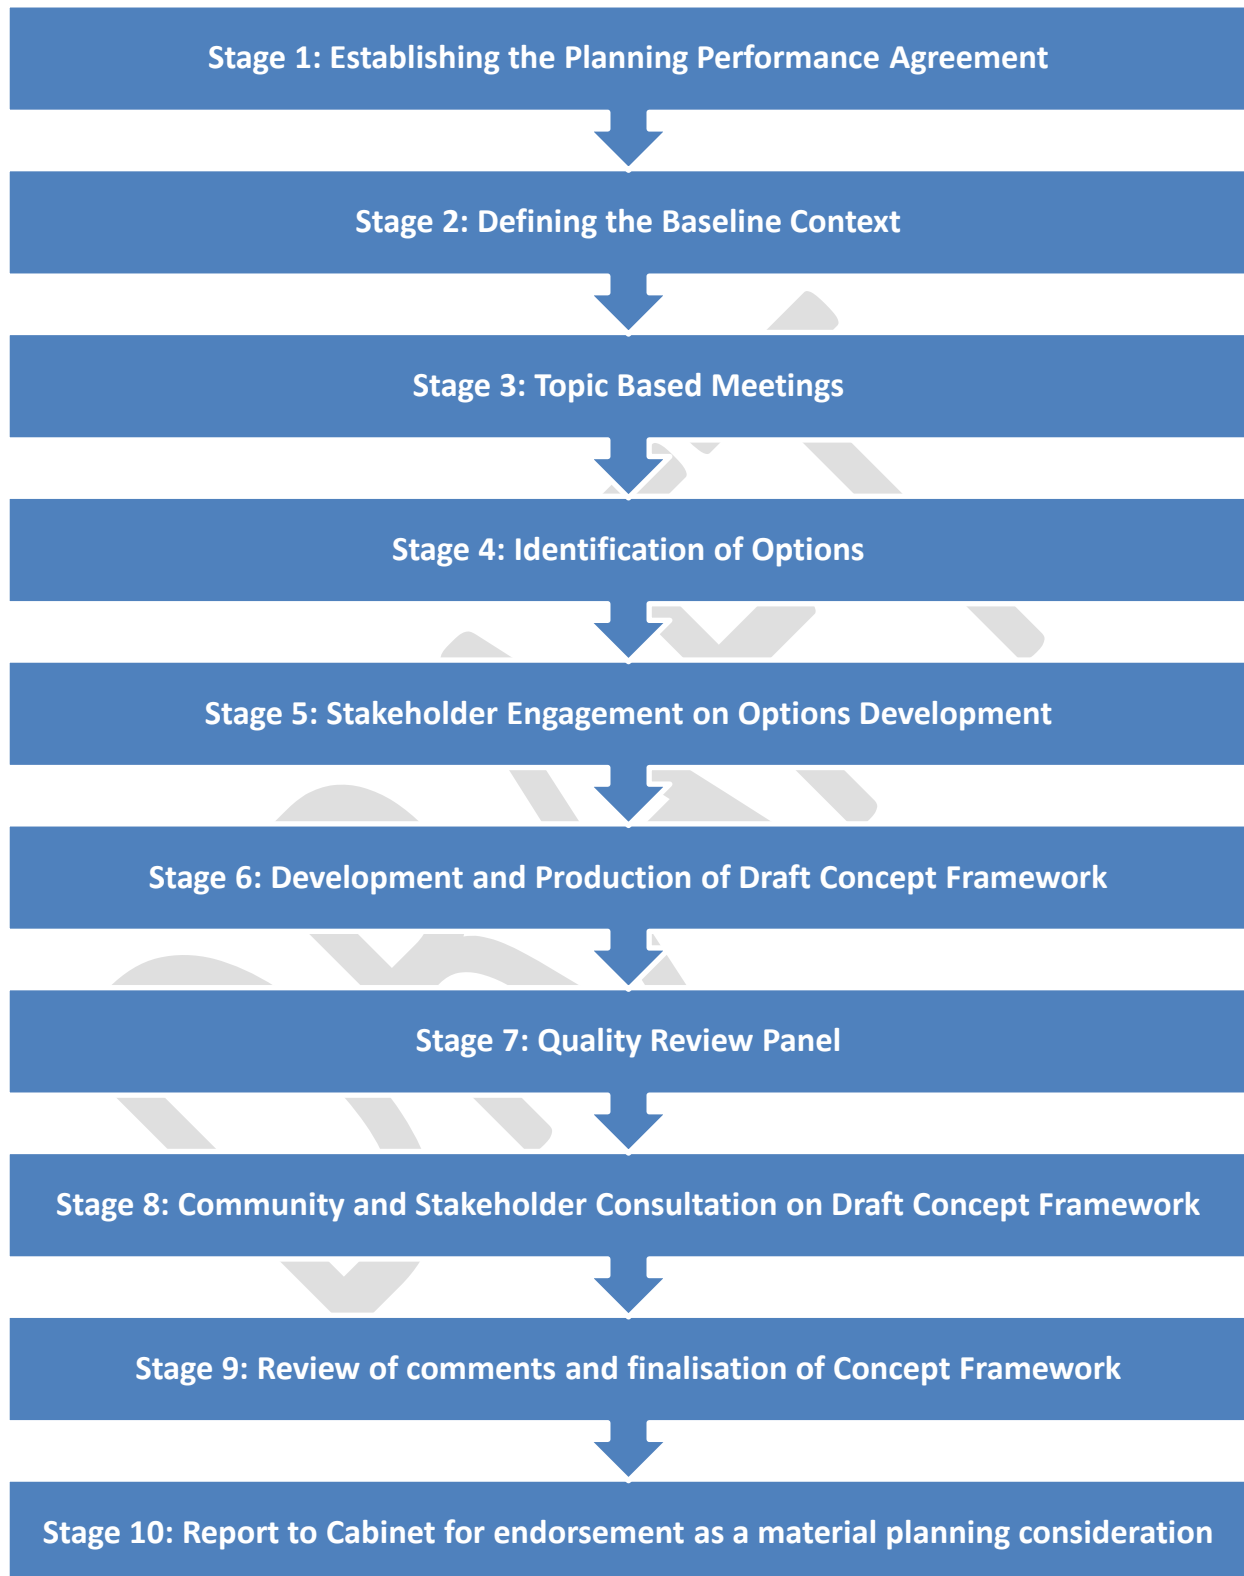 Stage 1: Establishing the Planning Performance Agreement
Stage 2: Defining the Baseline Context
Stage 3: Topic Based Meetings
Stage 4: Identification of Options
Stage 5: Stakeholder Engagement on Options Development
Stage 6: Development and Production of Draft Concept Framework
Stage 7: Quality Review Panel
Stage 8: Community and Stakeholder Consultation on Draft Concept Framework
Stage 9: Review of comments and finalisation of Concept Framework
Stage 10: Report to Cabinet for endorsement as a material planning consideration